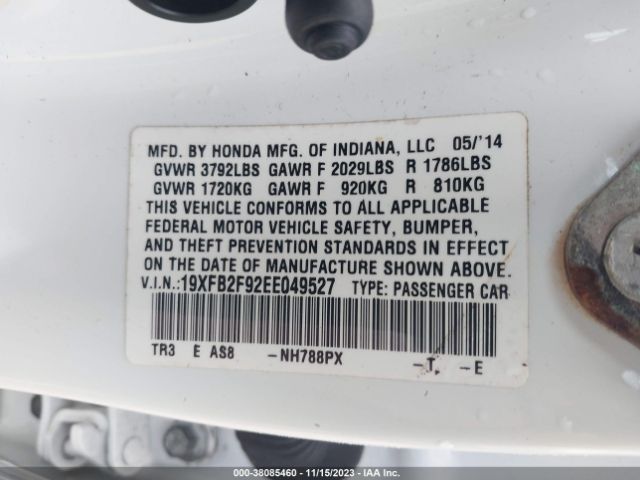 MFD. BY HONDA MFG. OF INDIANA, LLC 05/'14
GVWR 3792LBS GAWR F 2029LBS R 1786LBS
GVWR 1720KG GAWR F 920KG R 810KG
THIS VEHICLE CONFORMS TO ALL APPLICABLE
FEDERAL MOTOR VEHICLE SAFETY, BUMPER,
AND THEFT PREVENTION STANDARDS IN EFFECT
ON THE DATE OF MANUFACTURE SHOWN ABOVE.
V.I.N.:19XFB2F92EE049527 TYPE: PASSENGER CAR
TR3 E AS8 -NH788PX -T -E
000-38085460 - 11/15/2023 - IAA Inc.